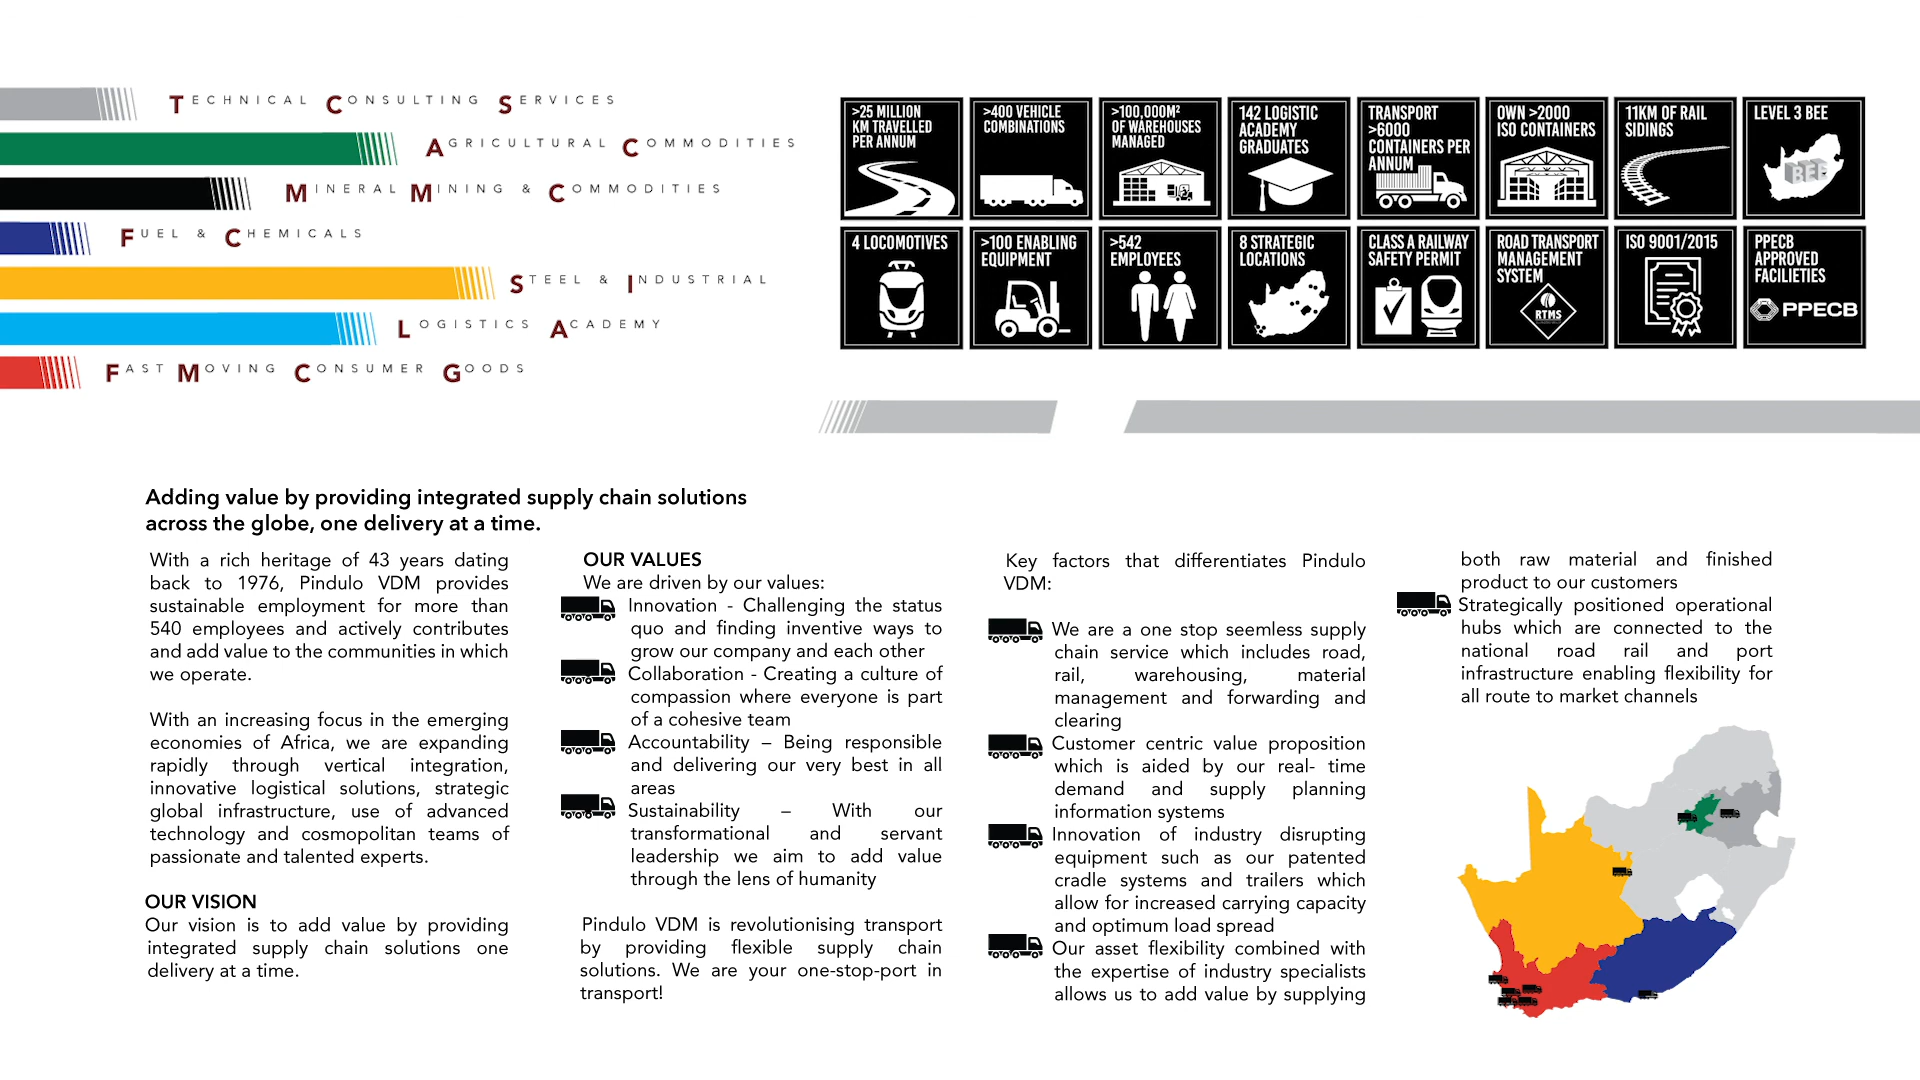 TECHNICAL CONSULTING SERVICES
AGRICULTURAL COMMODITIES
MINERAL MINING & COMMODITIES
FUEL & CHEMICALS
STEEL & INDUSTRIAL
LOGISTICS ACADEMY
FAST MOVING CONSUMER GOODS
>25 MILLION
KM TRAVELLED
PER ANNUM
>400 VEHICLE
COMBINATIONS
>100,000M²
OF WAREHOUSES
MANAGED
142 LOGISTIC
ACADEMY
GRADUATES
TRANSPORT
>6000
CONTAINERS PER
ANNUM
OWN >2000
ISO CONTAINERS
11KM OF RAIL
SIDINGS
LEVEL 3 BEE
BEE
4 LOCOMOTIVES
>100 ENABLING
EQUIPMENT
>542
EMPLOYEES
8 STRATEGIC
LOCATIONS
CLASS A RAILWAY
SAFETY PERMIT
ROAD TRANSPORT
MANAGEMENT
SYSTEM
RTMS
ISO 9001/2015
PPECB
APPROVED
FACILIETIES
PPECB
Adding value by providing integrated supply chain solutions
across the globe, one delivery at a time.
With a rich heritage of 43 years dating
back to 1976, Pindulo VDM provides
sustainable employment for more than
540 employees and actively contributes
and add value to the communities in which
we operate.
With an increasing focus in the emerging
economies of Africa, we are expanding
rapidly through vertical integration,
innovative logistical solutions, strategic
global infrastructure, use of advanced
technology and cosmopolitan teams of
passionate and talented experts.
OUR VISION
Our vision is to add value by providing
integrated supply chain solutions one
delivery at a time.
OUR VALUES
We are driven by our values:
Innovation - Challenging the status
quo and finding inventive ways to
grow our company and each other
Collaboration - Creating a culture of
compassion where everyone is part
of a cohesive team
Accountability – Being responsible
and delivering our very best in all
areas
Sustainability – With our
transformational and servant
leadership we aim to add value
through the lens of humanity
Pindulo VDM is revolutionising transport
by providing flexible supply chain
solutions. We are your one-stop-port in
transport!
Key factors that differentiates Pindulo
VDM:
We are a one stop seemless supply
chain service which includes road,
rail, warehousing, material
management and forwarding and
clearing
Customer centric value proposition
which is aided by our real- time
demand and supply planning
information systems
Innovation of industry disrupting
equipment such as our patented
cradle systems and trailers which
allow for increased carrying capacity
and optimum load spread
Our asset flexibility combined with
the expertise of industry specialists
allows us to add value by supplying
both raw material and finished
product to our customers
Strategically positioned operational
hubs which are connected to the
national road rail and port
infrastructure enabling flexibility for
all route to market channels